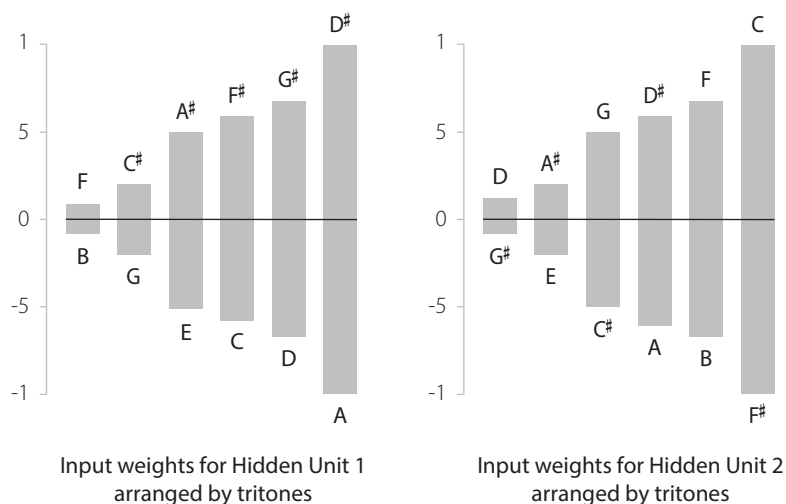 D♯
1
G♯
F♯
A♯
5
C♯
F
0
B
G
E
C
D
-5
-1
A
Input weights for Hidden Unit 1
arranged by tritones
C
1
F
D♯
G
5
A♯
D
0
G♯
E
C♯
A
B
-5
-1
F♯
Input weights for Hidden Unit 2
arranged by tritones